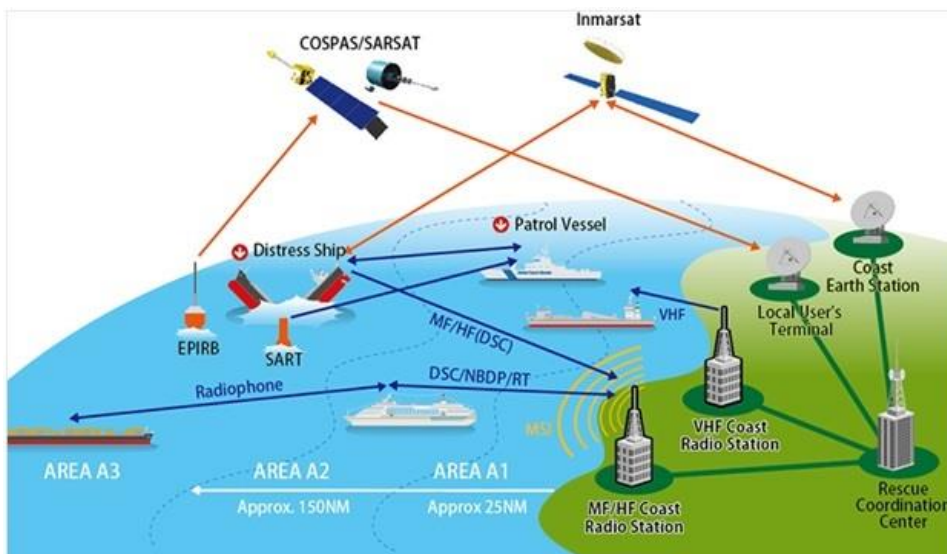 Inmarsat
COSPAS/SARSAT
Patrol Vessel
Distress Ship
Coast
Earth Station
Local User's
Terminal
VHF
EPIRB
SART
MF/HF(DSC)
Radiophone
DSC/NBDP/RT
MSI
VHF Coast
Radio Station
AREA A3
AREA A2
AREA A1
Approx. 150NM
Approx 25NM
MF/HF Coast
Radio Station
Rescue
Coordination
Center